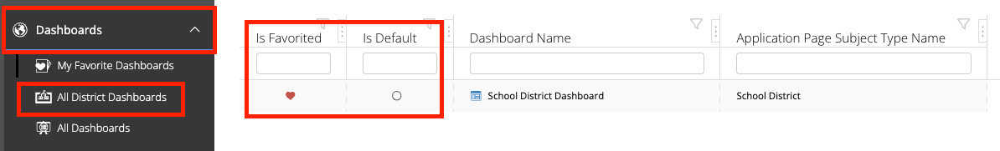 Dashboards
My Favorite Dashboards
All District Dashboards
All Dashboards
Is Favorited
Is Default
Dashboard Name
Application Page Subject Type Name
School District Dashboard
School District